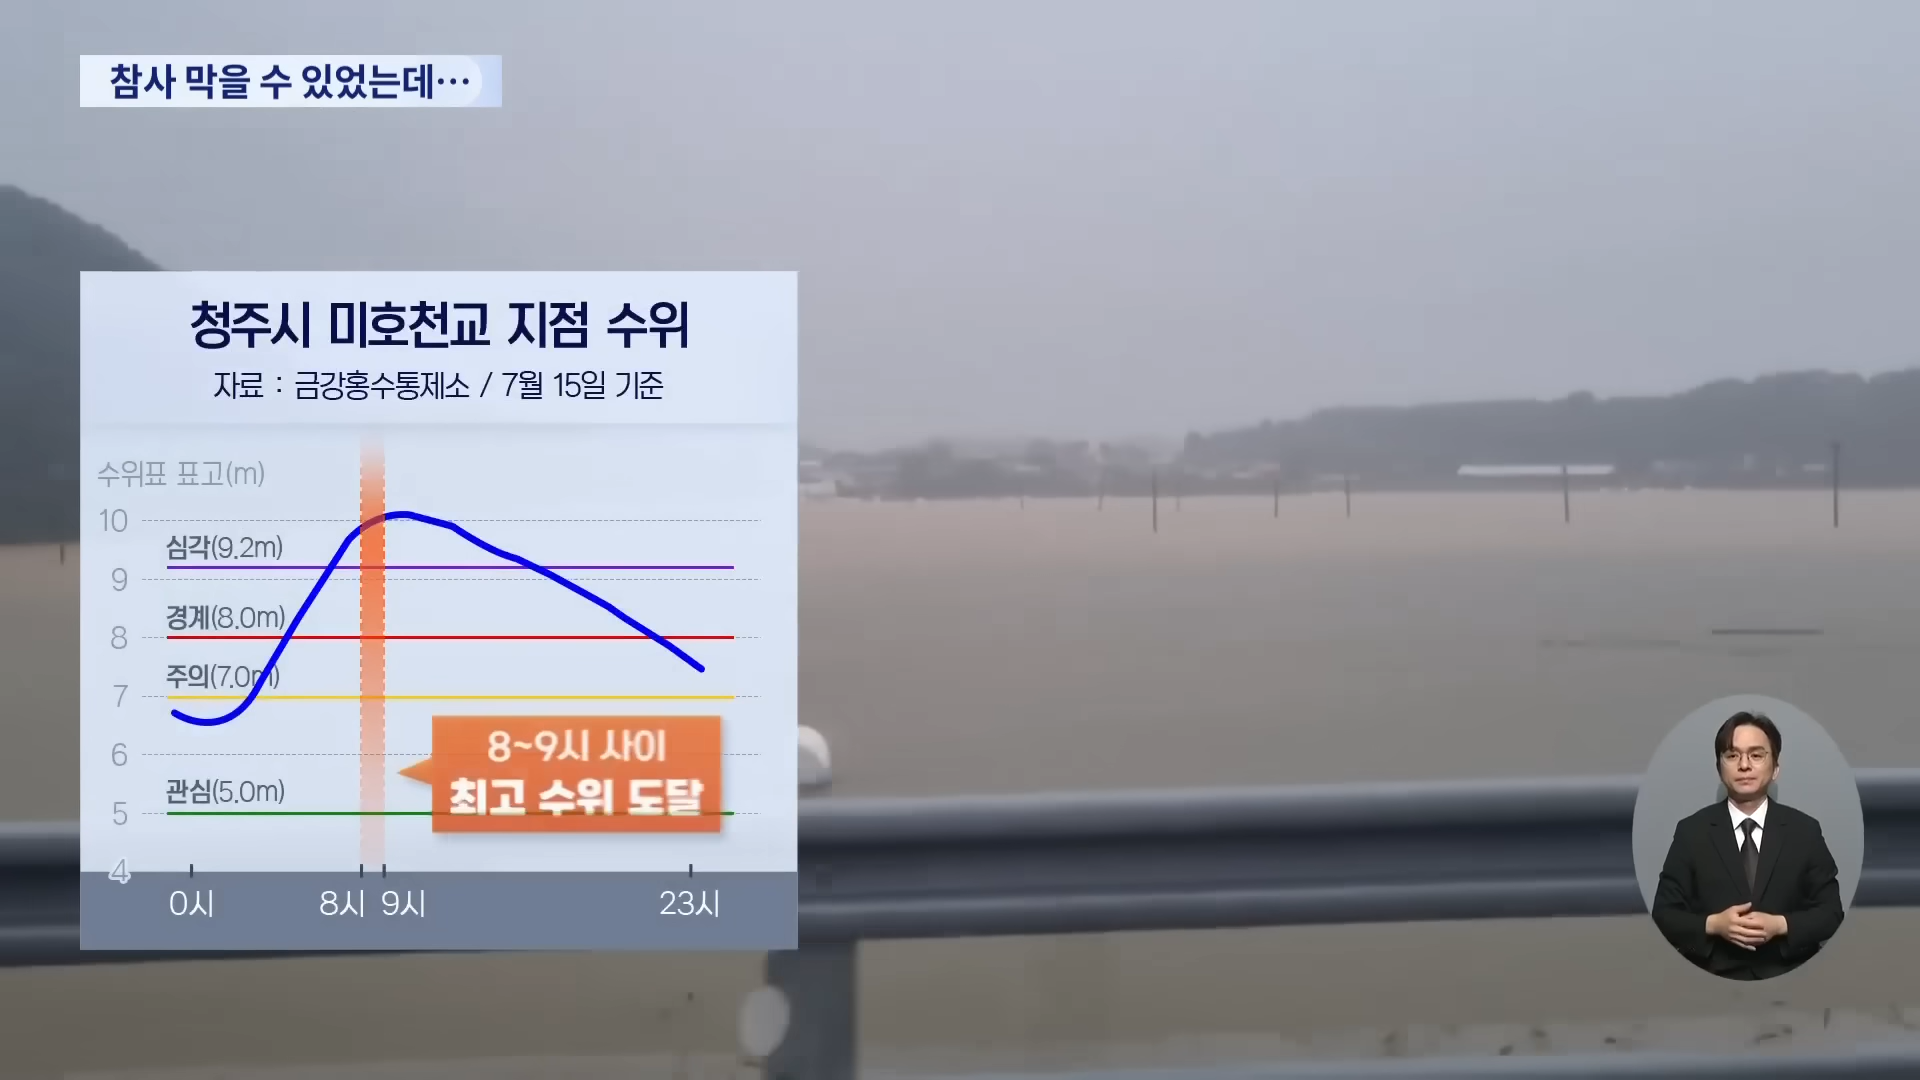 참사 막을 수 있었는데…
청주시 미호천교 지점 수위
자료 : 금강홍수통제소 / 7월 15일 기준
수위표 표고(m)
10
심각(9.2m)
9
경계(8.0m)
8
주의(7.0m)
7
8~9시 사이
6
최고 수위 도달
관심(5.0m)
5
4
0시 8시 9시 23시